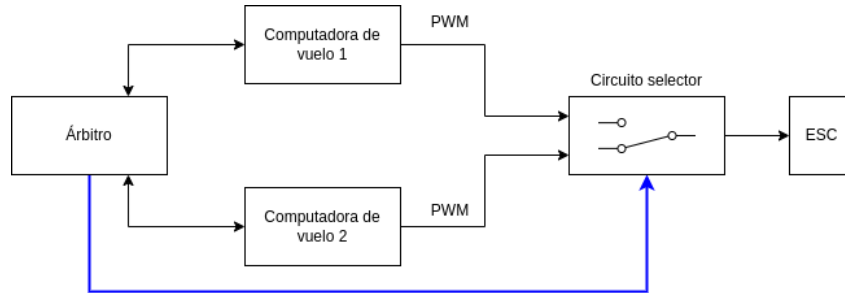 Computadora de
vuelo 1
PWM
Circuito selector
Árbitro
ESC
Computadora de
vuelo 2
PWM